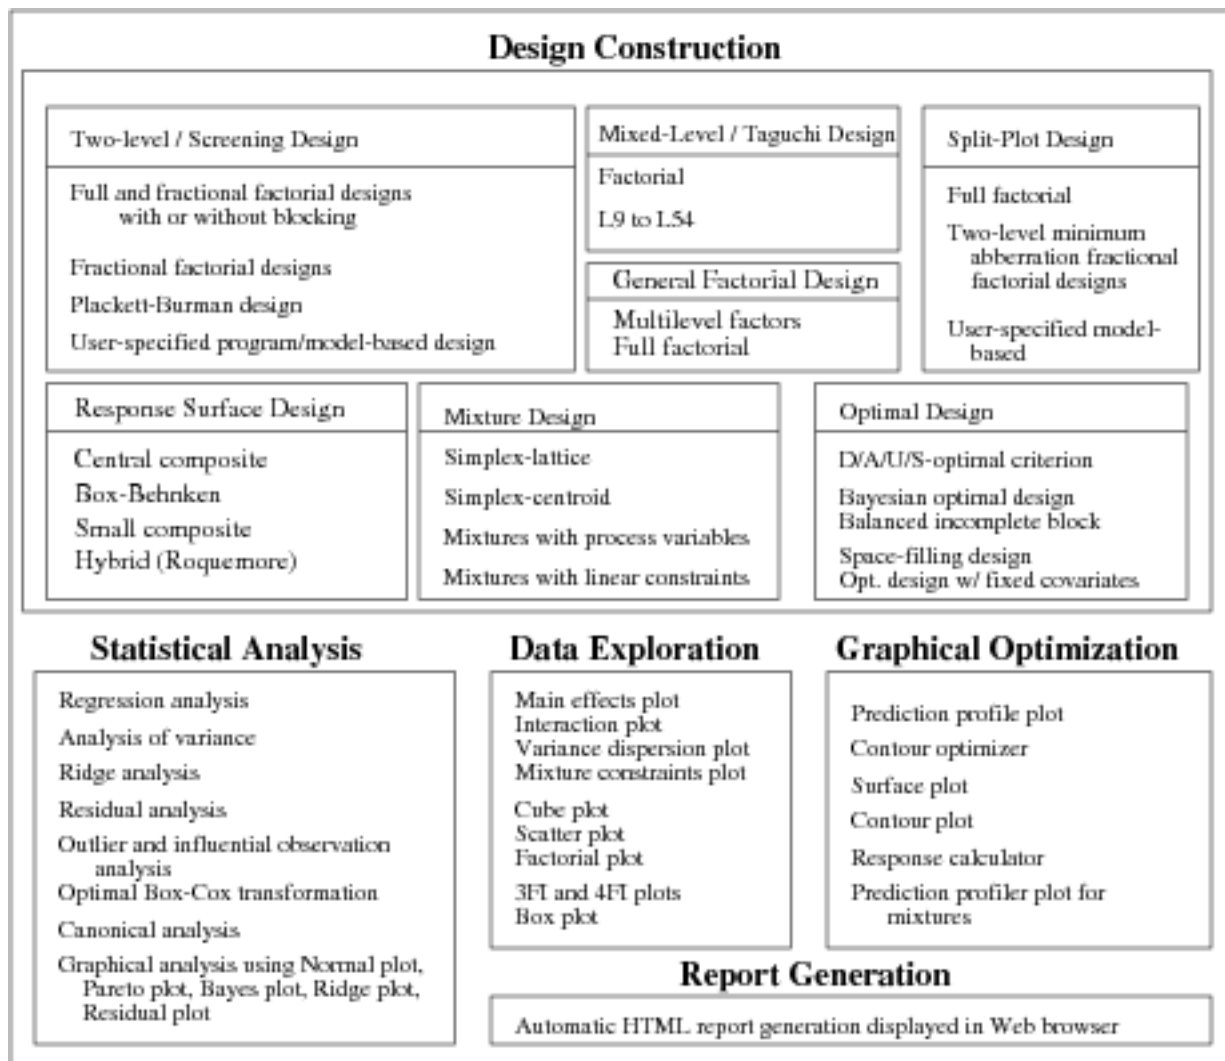 Design Construction
Two-level / Screening Design
Full and fractional factorial designs
with or without blocking
Fractional factorial designs
Plackett-Burman design
User-specified program/model-based design
Mixed-Level / Taguchi Design
Factorial
L9 to L54
General Factorial Design
Multilevel factors
Full factorial
Split-Plot Design
Full factorial
Two-level minimum
abberration fractional
factorial designs
User-specified model-
based
Response Surface Design
Central composite
Box-Behnken
Small composite
Hybrid (Roquemore)
Mixture Design
Simplex-lattice
Simplex-centroid
Mixtures with process variables
Mixtures with linear constraints
Optimal Design
D/A/U/S-optimal criterion
Bayesian optimal design
Balanced incomplete block
Space-filling design
Opt. design w/ fixed covariates
Statistical Analysis
Regression analysis
Analysis of variance
Ridge analysis
Residual analysis
Outlier and influential observation
analysis
Optimal Box-Cox transformation
Canonical analysis
Graphical analysis using Normal plot,
Pareto plot, Bayes plot, Ridge plot,
Residual plot
Data Exploration
Main effects plot
Interaction plot
Variance dispersion plot
Mixture constraints plot
Cube plot
Scatter plot
Factorial plot
3FI and 4FI plots
Box plot
Graphical Optimization
Prediction profile plot
Contour optimizer
Surface plot
Contour plot
Response calculator
Prediction profiler plot for
mixtures
Report Generation
Automatic HTML report generation displayed in Web browser